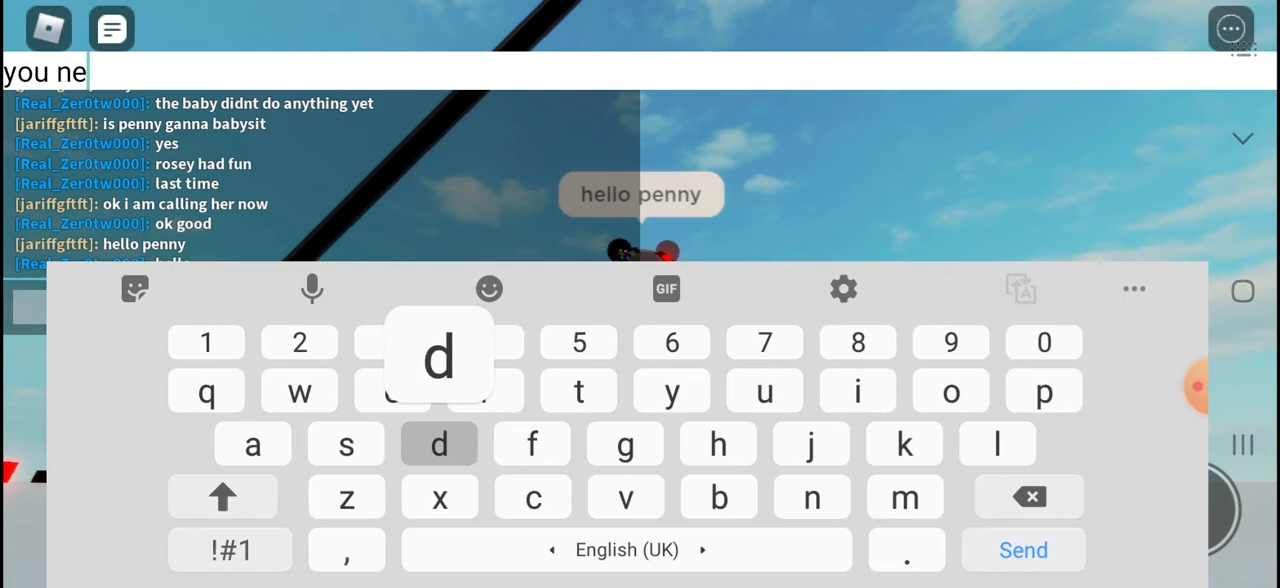 you ne
[Real_Zer0tw000]: the baby didnt do anything yet
[jariffgftft]: is penny ganna babysit
[Real_Zer0tw000]: yes
[Real_Zer0tw000]: rosey had fun
[Real_Zer0tw000]: last time
[jariffgftft]: ok i am calling her now
[Real_Zer0tw000]: ok good
[jariffgftft]: hello penny
hello penny
GIF
1 2 5 6 7 8 9 0
d
q w t y u i o p
a s d f g h j k l
z x c v b n m
!#1 , English (UK) . Send